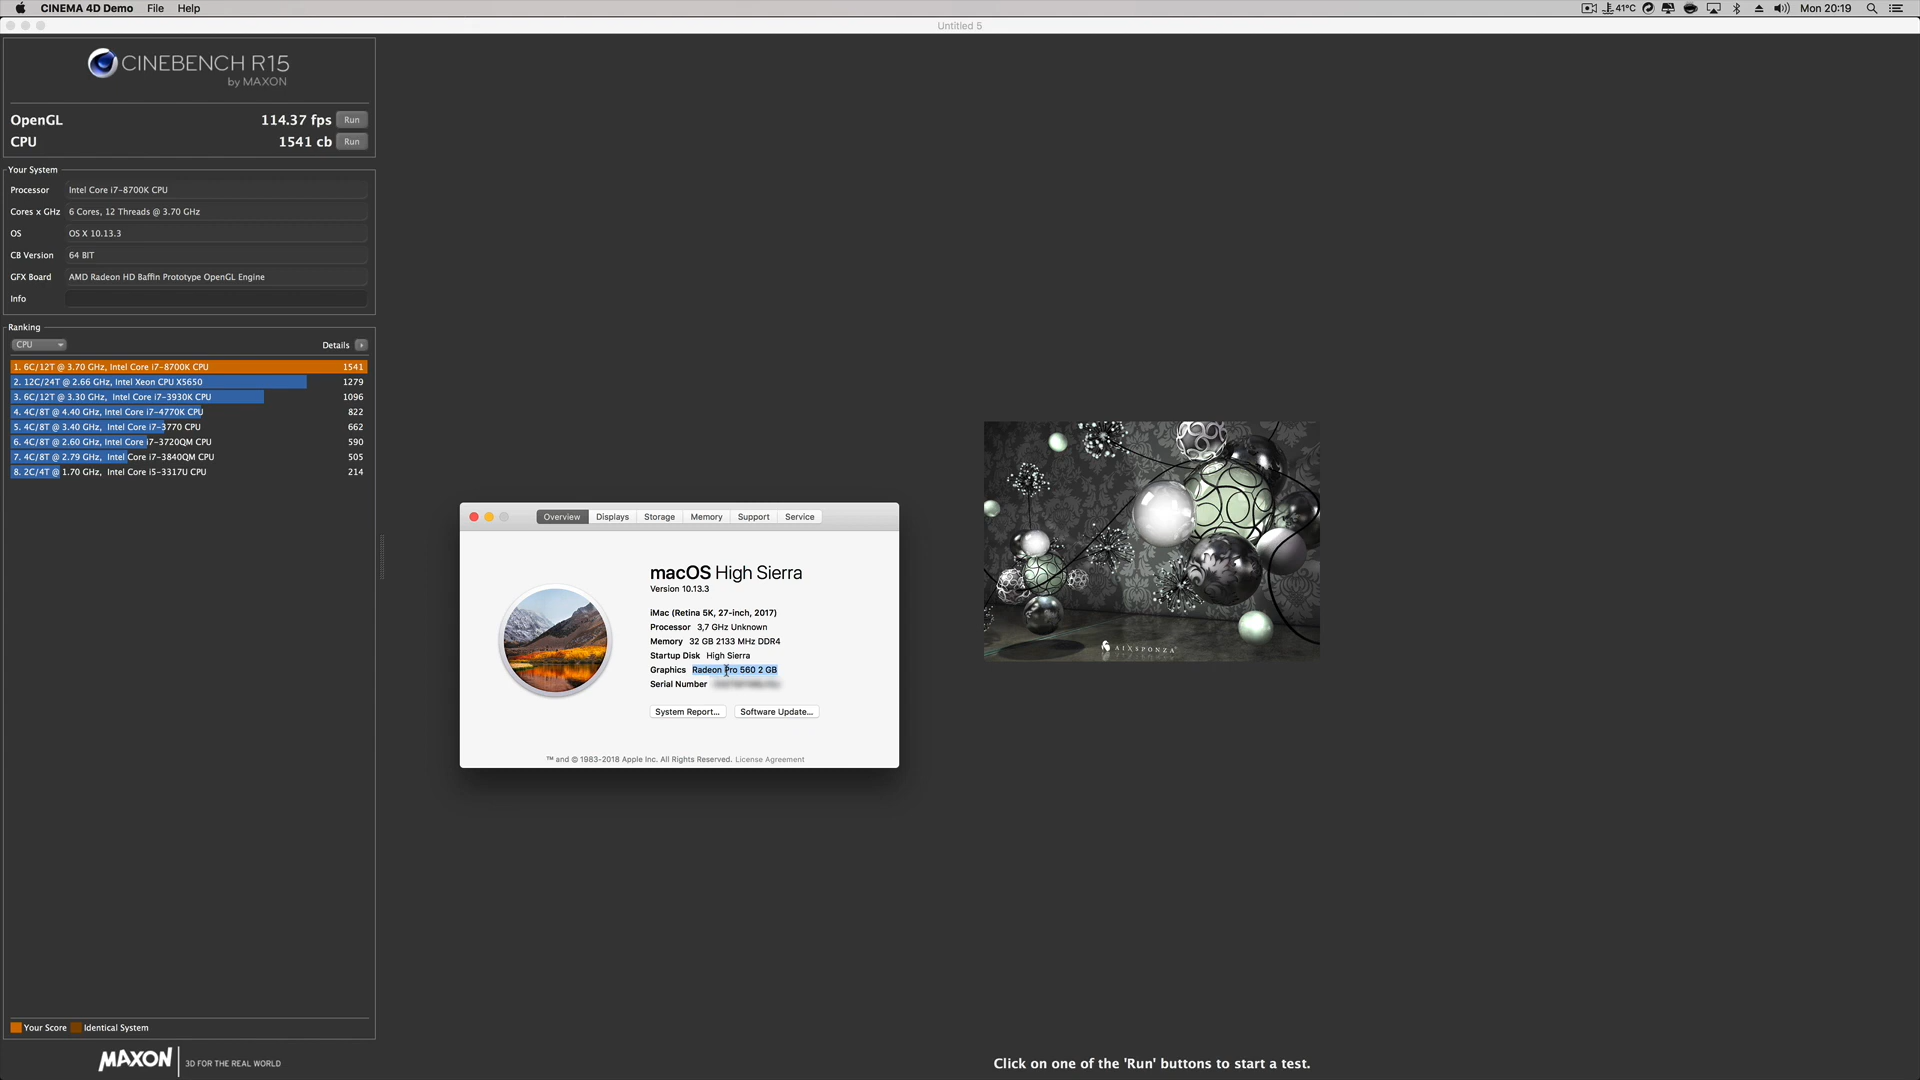 CINEMA 4D Demo File Help
41°C Mon 20:19
Untitled 5
CINEBENCH R15
by MAXON
OpenGL 114.37 fps Run
CPU 1541 cb Run
Your System
Processor Intel Core i7-8700K CPU
Cores x GHz 6 Cores, 12 Threads @ 3.70 GHz
OS OS X 10.13.3
CB Version 64 BIT
GFX Board AMD Radeon HD Baffin Prototype OpenGL Engine
Info
Ranking
CPU Details
1. 6C/12T @ 3.70 GHz, Intel Core i7-8700K CPU 1541
2. 12C/24T @ 2.66 GHz, Intel Xeon CPU X5650 1279
3. 6C/12T @ 3.30 GHz, Intel Core i7-3930K CPU 1096
4. 4C/8T @ 4.40 GHz, Intel Core i7-4770K CPU 822
5. 4C/8T @ 3.40 GHz, Intel Core i7-3770 CPU 662
6. 4C/8T @ 2.60 GHz, Intel Core i7-3720QM CPU 590
7. 4C/8T @ 2.79 GHz, Intel Core i7-3840QM CPU 505
8. 2C/4T @ 1.70 GHz, Intel Core i5-3317U CPU 214
Overview Displays Storage Memory Support Service
macOS High Sierra
Version 10.13.3
iMac (Retina 5K, 27-inch, 2017)
Processor 3,7 GHz Unknown
Memory 32 GB 2133 MHz DDR4
Startup Disk High Sierra
Graphics Radeon Pro 560 2 GB
Serial Number
System Report... Software Update...
™ and © 1983-2018 Apple Inc. All Rights Reserved. License Agreement
AIXSPONZA
Your Score Identical System
MAXON 3D FOR THE REAL WORLD
Click on one of the 'Run' buttons to start a test.